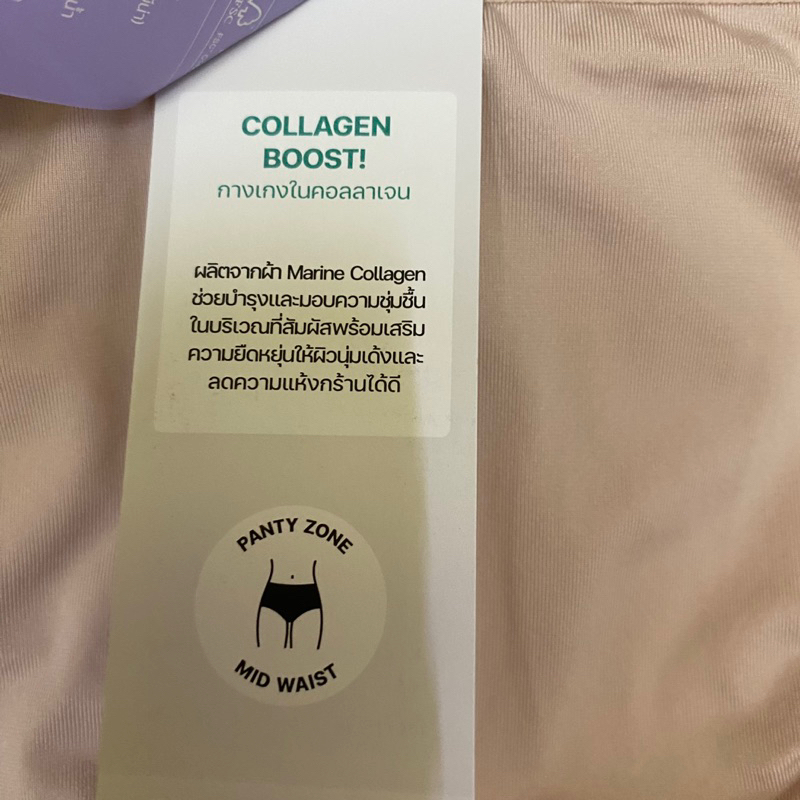 COLLAGEN
BOOST!
กางเกงในคอลลาเจน
ผลิตจากผ้า Marine Collagen
ช่วยบำรุงและมอบความชุ่มชื้น
ในบริเวณที่สัมผัสพร้อมเสริม
ความยืดหยุ่นให้ผิวนุ่มเด้งและ
ลดความแห้งกร้านได้ดี
PANTY ZONE
MID WAIST